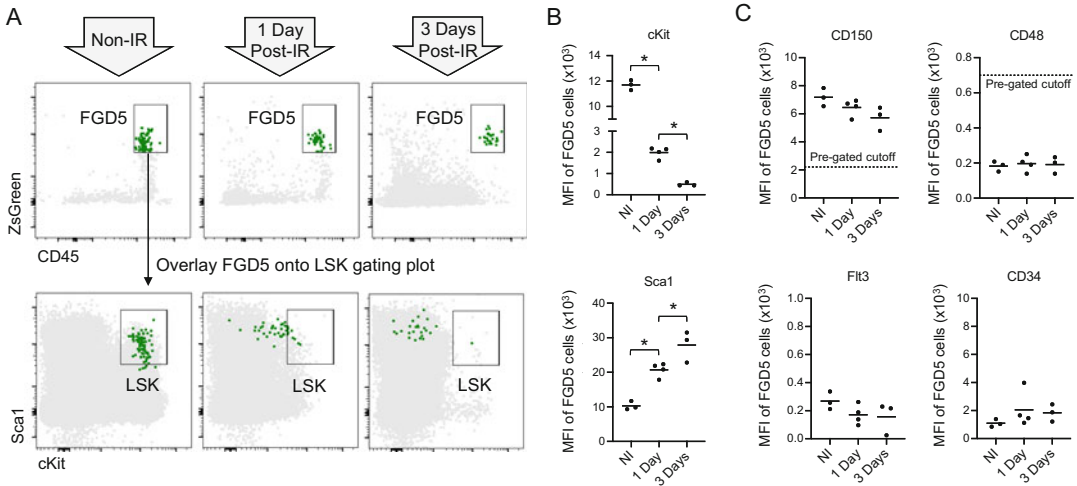 A
Non-IR
1 Day
Post-IR
3 Days
Post-IR
FGD5
FGD5
FGD5
ZsGreen
CD45
Overlay FGD5 onto LSK gating plot
LSK
LSK
LSK
Sca1
cKit
B
cKit
MFI of FGD5 cells (x10³)
14
12
10
8
6
4
3
2
1
0
*
*
NI
1 Day
3 Days
Sca1
MFI of FGD5 cells (x10³)
40
30
20
10
0
*
*
NI
1 Day
3 Days
C
CD150
MFI of FGD5 cells (x10³)
10
8
6
4
2
0
Pre-gated cutoff
NI
1 Day
3 Days
CD48
MFI of FGD5 cells (x10³)
0.8
0.6
0.4
0.2
0.0
Pre-gated cutoff
NI
1 Day
3 Days
Flt3
MFI of FGD5 cells (x10³)
1.0
0.8
0.6
0.4
0.2
0.0
NI
1 Day
3 Days
CD34
MFI of FGD5 cells (x10³)
10
8
6
4
2
0
NI
1 Day
3 Days